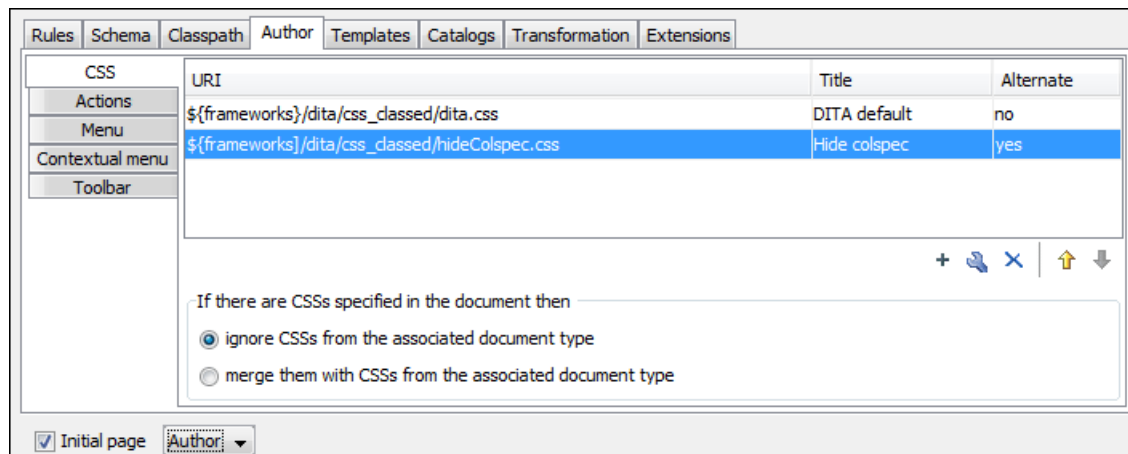 Rules Schema Classpath Author Templates Catalogs Transformation Extensions
CSS
Actions
Menu
Contextual menu
Toolbar
URI Title Alternate
${frameworks}/dita/css_classed/dita.css DITA default no
${frameworks]/dita/css_classed/hideColspec.css Hide colspec yes
If there are CSSs specified in the document then
ignore CSSs from the associated document type
merge them with CSSs from the associated document type
Initial page Author